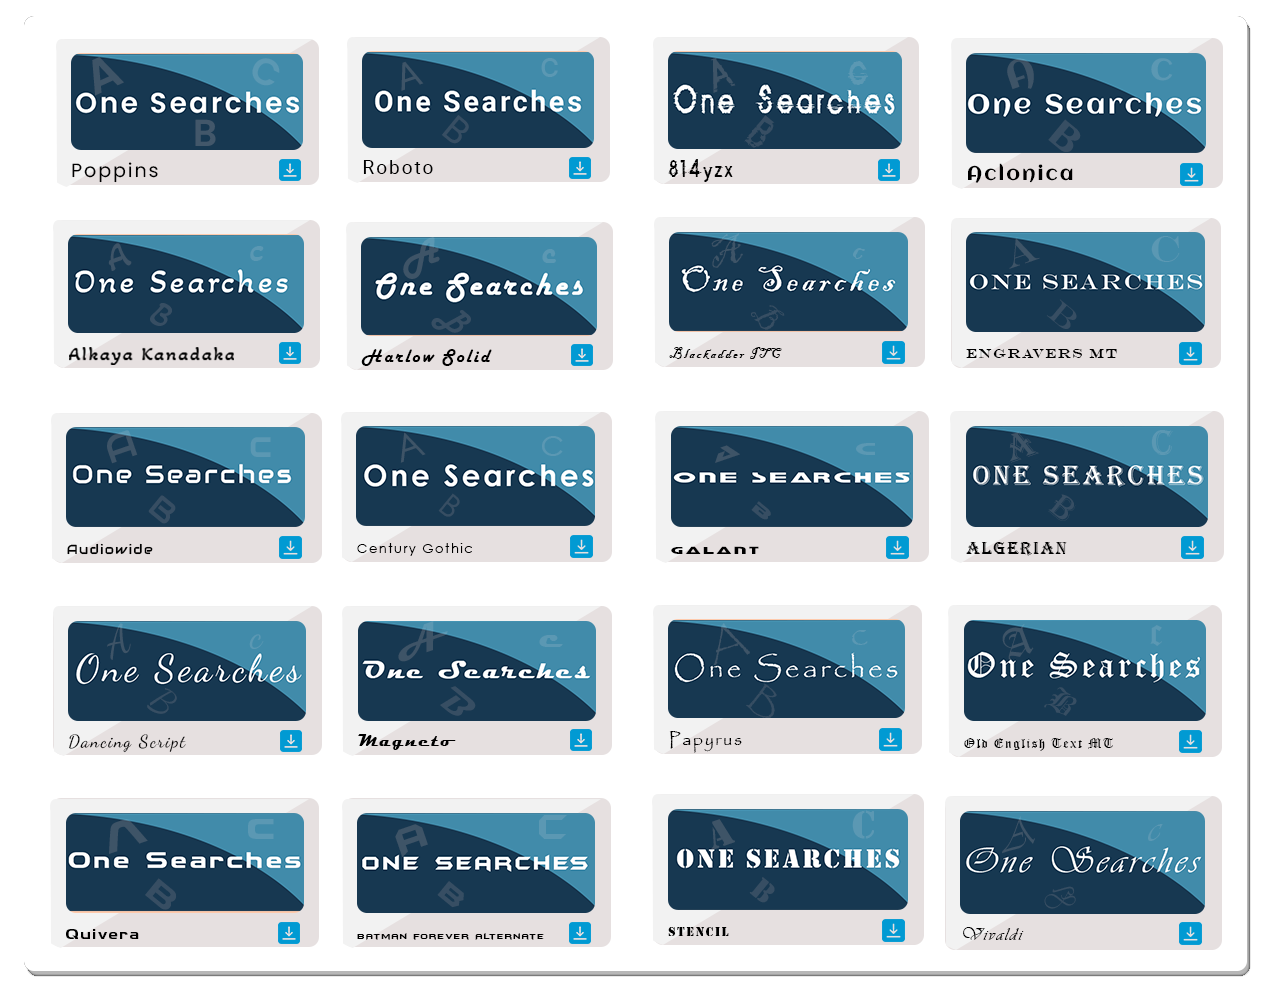 A C
One Searches
B
Poppins
A C
One Searches
B
Roboto
A C
One Searches
B
814yzx
A C
One Searches
B
Aclonica
A C
One Searches
B
Alkaya Kanadaka
A c
One Searches
B
Harlow Solid
A c
One Searches
B
Blackadder ITC
A C
ONE SEARCHES
B
ENGRAVERS MT
A C
One Searches
B
Audiowide
A C
One Searches
B
Century Gothic
A C
ONE SEARCHES
B
GALANT
A C
ONE SEARCHES
B
ALGERIAN
A c
One Searches
B
Dancing Script
A c
One Searches
B
Magneto
A C
One Searches
B
Papyrus
A C
One Searches
B
Old English Text MT
A C
One Searches
B
Quivera
A C
ONE SEARCHES
B
BATMAN FOREVER ALTERNATE
A C
ONE SEARCHES
B
STENCIL
A c
One Searches
B
Vivaldi